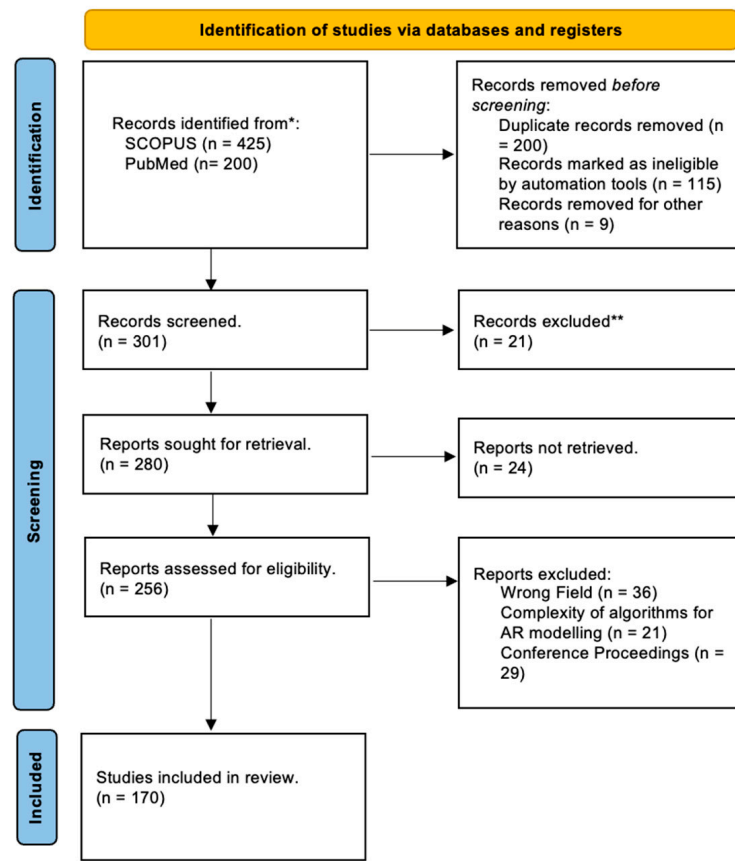 Identification of studies via databases and registers
Identification
Records identified from*:
SCOPUS (n = 425)
PubMed (n= 200)
Records removed before
screening:
Duplicate records removed (n
= 200)
Records marked as ineligible
by automation tools (n = 115)
Records removed for other
reasons (n = 9)
Screening
Records screened.
(n = 301)
Records excluded**
(n = 21)
Reports sought for retrieval.
(n = 280)
Reports not retrieved.
(n = 24)
Reports assessed for eligibility.
(n = 256)
Reports excluded:
Wrong Field (n = 36)
Complexity of algorithms for
AR modelling (n = 21)
Conference Proceedings (n =
29)
Included
Studies included in review.
(n = 170)